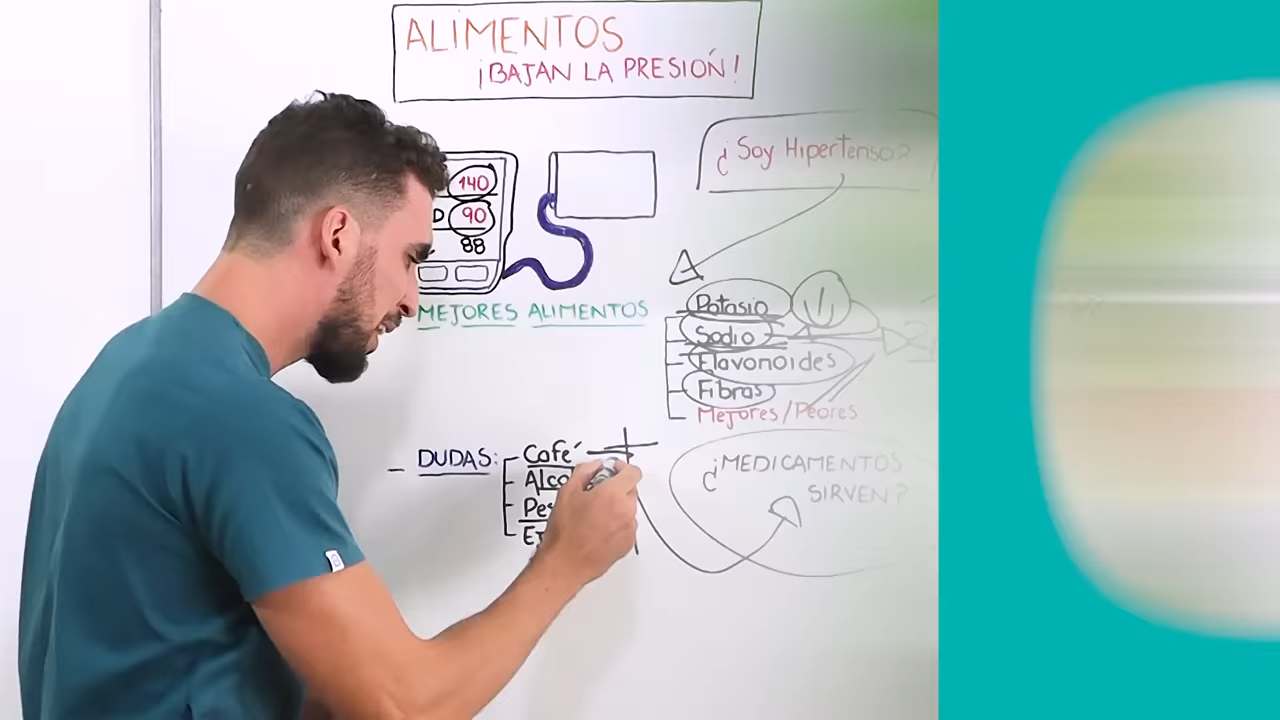 ALIMENTOS
¡BAJAN LA PRESIÓN!
¿Soy Hipertenso?
140
D 90
88
MEJORES ALIMENTOS
Potasio
Sodio
Flavonoides
Fibras
Mejores/Peores
- DUDAS:
Café
¿MEDICAMENTOS
SIRVEN?